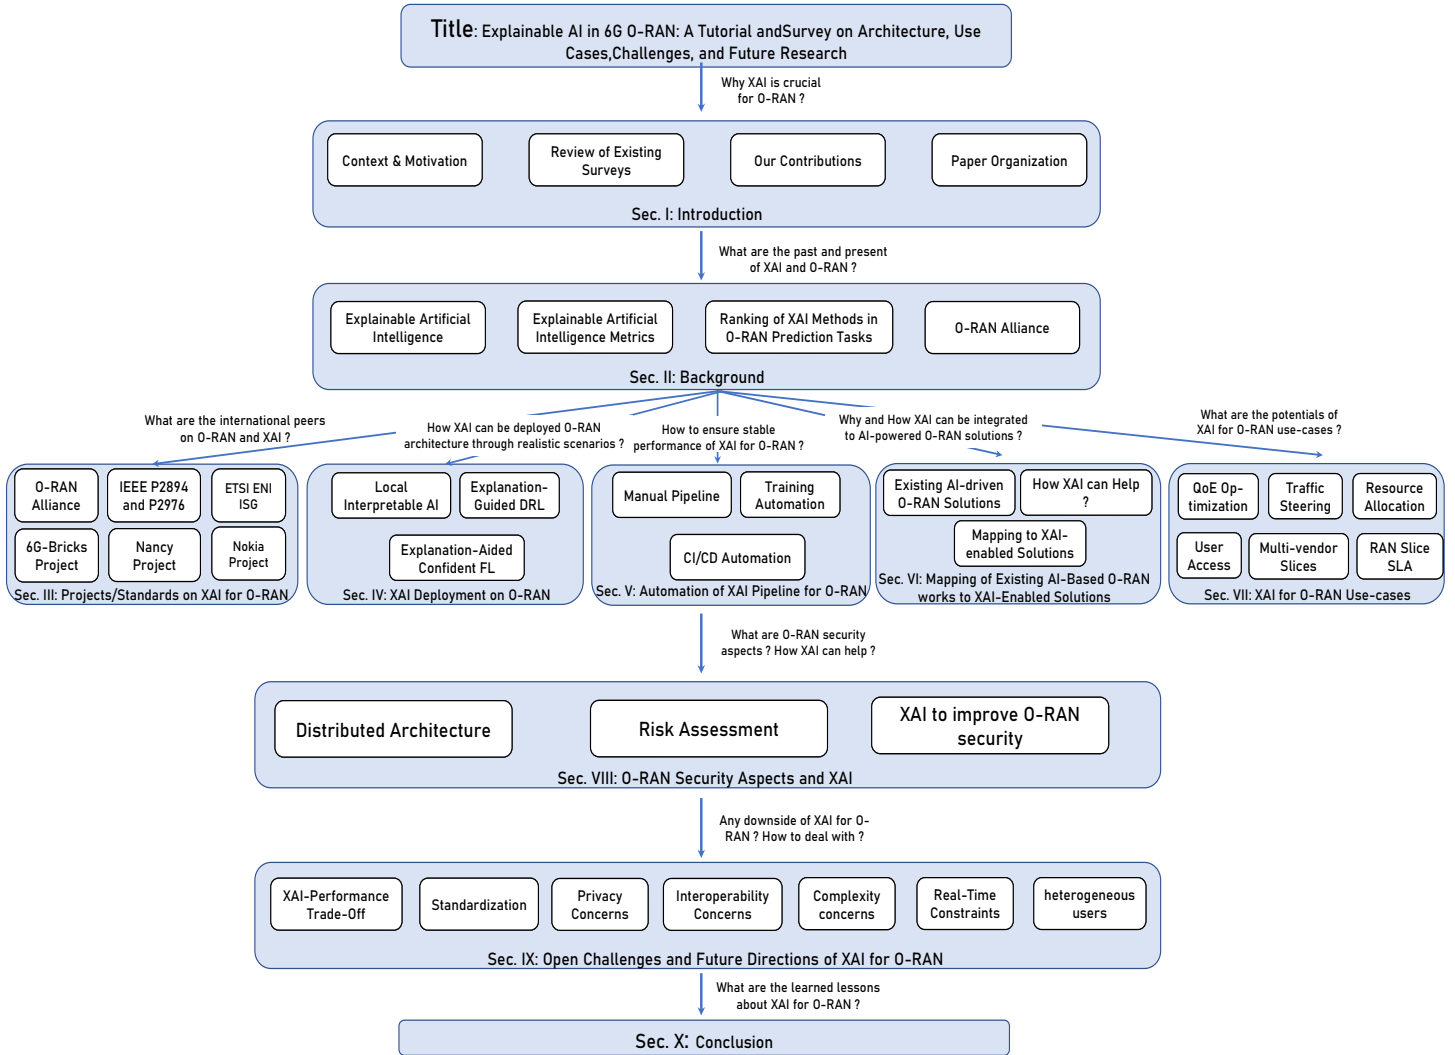 Title: Explainable AI in 6G O-RAN: A Tutorial andSurvey on Architecture, Use
Cases,Challenges, and Future Research
Why XAI is crucial
for O-RAN ?
Context & Motivation
Review of Existing
Surveys
Our Contributions
Paper Organization
Sec. I: Introduction
What are the past and present
of XAI and O-RAN ?
Explainable Artificial
Intelligence
Explainable Artificial
Intelligence Metrics
Ranking of XAI Methods in
O-RAN Prediction Tasks
O-RAN Alliance
Sec. II: Background
What are the international peers
on O-RAN and XAI ?
How XAI can be deployed O-RAN
architecture through realistic scenarios ?
How to ensure stable
performance of XAI for O-RAN ?
Why and How XAI can be integrated
to AI-powered O-RAN solutions ?
What are the potentials of
XAI for O-RAN use-cases ?
O-RAN
Alliance
IEEE P2894
and P2976
ETSI ENI
ISG
6G-Bricks
Project
Nancy
Project
Nokia
Project
Sec. III: Projects/Standards on XAI for O-RAN
Local
Interpretable AI
Explanation-
Guided DRL
Explanation-Aided
Confident FL
Sec. IV: XAI Deployment on O-RAN
Manual Pipeline
Training
Automation
CI/CD Automation
Sec. V: Automation of XAI Pipeline for O-RAN
Existing AI-driven
O-RAN Solutions
How XAI can Help
?
Mapping to XAI-
enabled Solutions
Sec. VI: Mapping of Existing AI-Based O-RAN
works to XAI-Enabled Solutions
QoE Op-
timization
Traffic
Steering
Resource
Allocation
User
Access
Multi-vendor
Slices
RAN Slice
SLA
Sec. VII: XAI for O-RAN Use-cases
What are O-RAN security
aspects ? How XAI can help ?
Distributed Architecture
Risk Assessment
XAI to improve O-RAN
security
Sec. VIII: O-RAN Security Aspects and XAI
Any downside of XAI for O-
RAN ? How to deal with ?
XAI-Performance
Trade-Off
Standardization
Privacy
Concerns
Interoperability
Concerns
Complexity
concerns
Real-Time
Constraints
heterogeneous
users
Sec. IX: Open Challenges and Future Directions of XAI for O-RAN
What are the learned lessons
about XAI for O-RAN ?
Sec. X: Conclusion